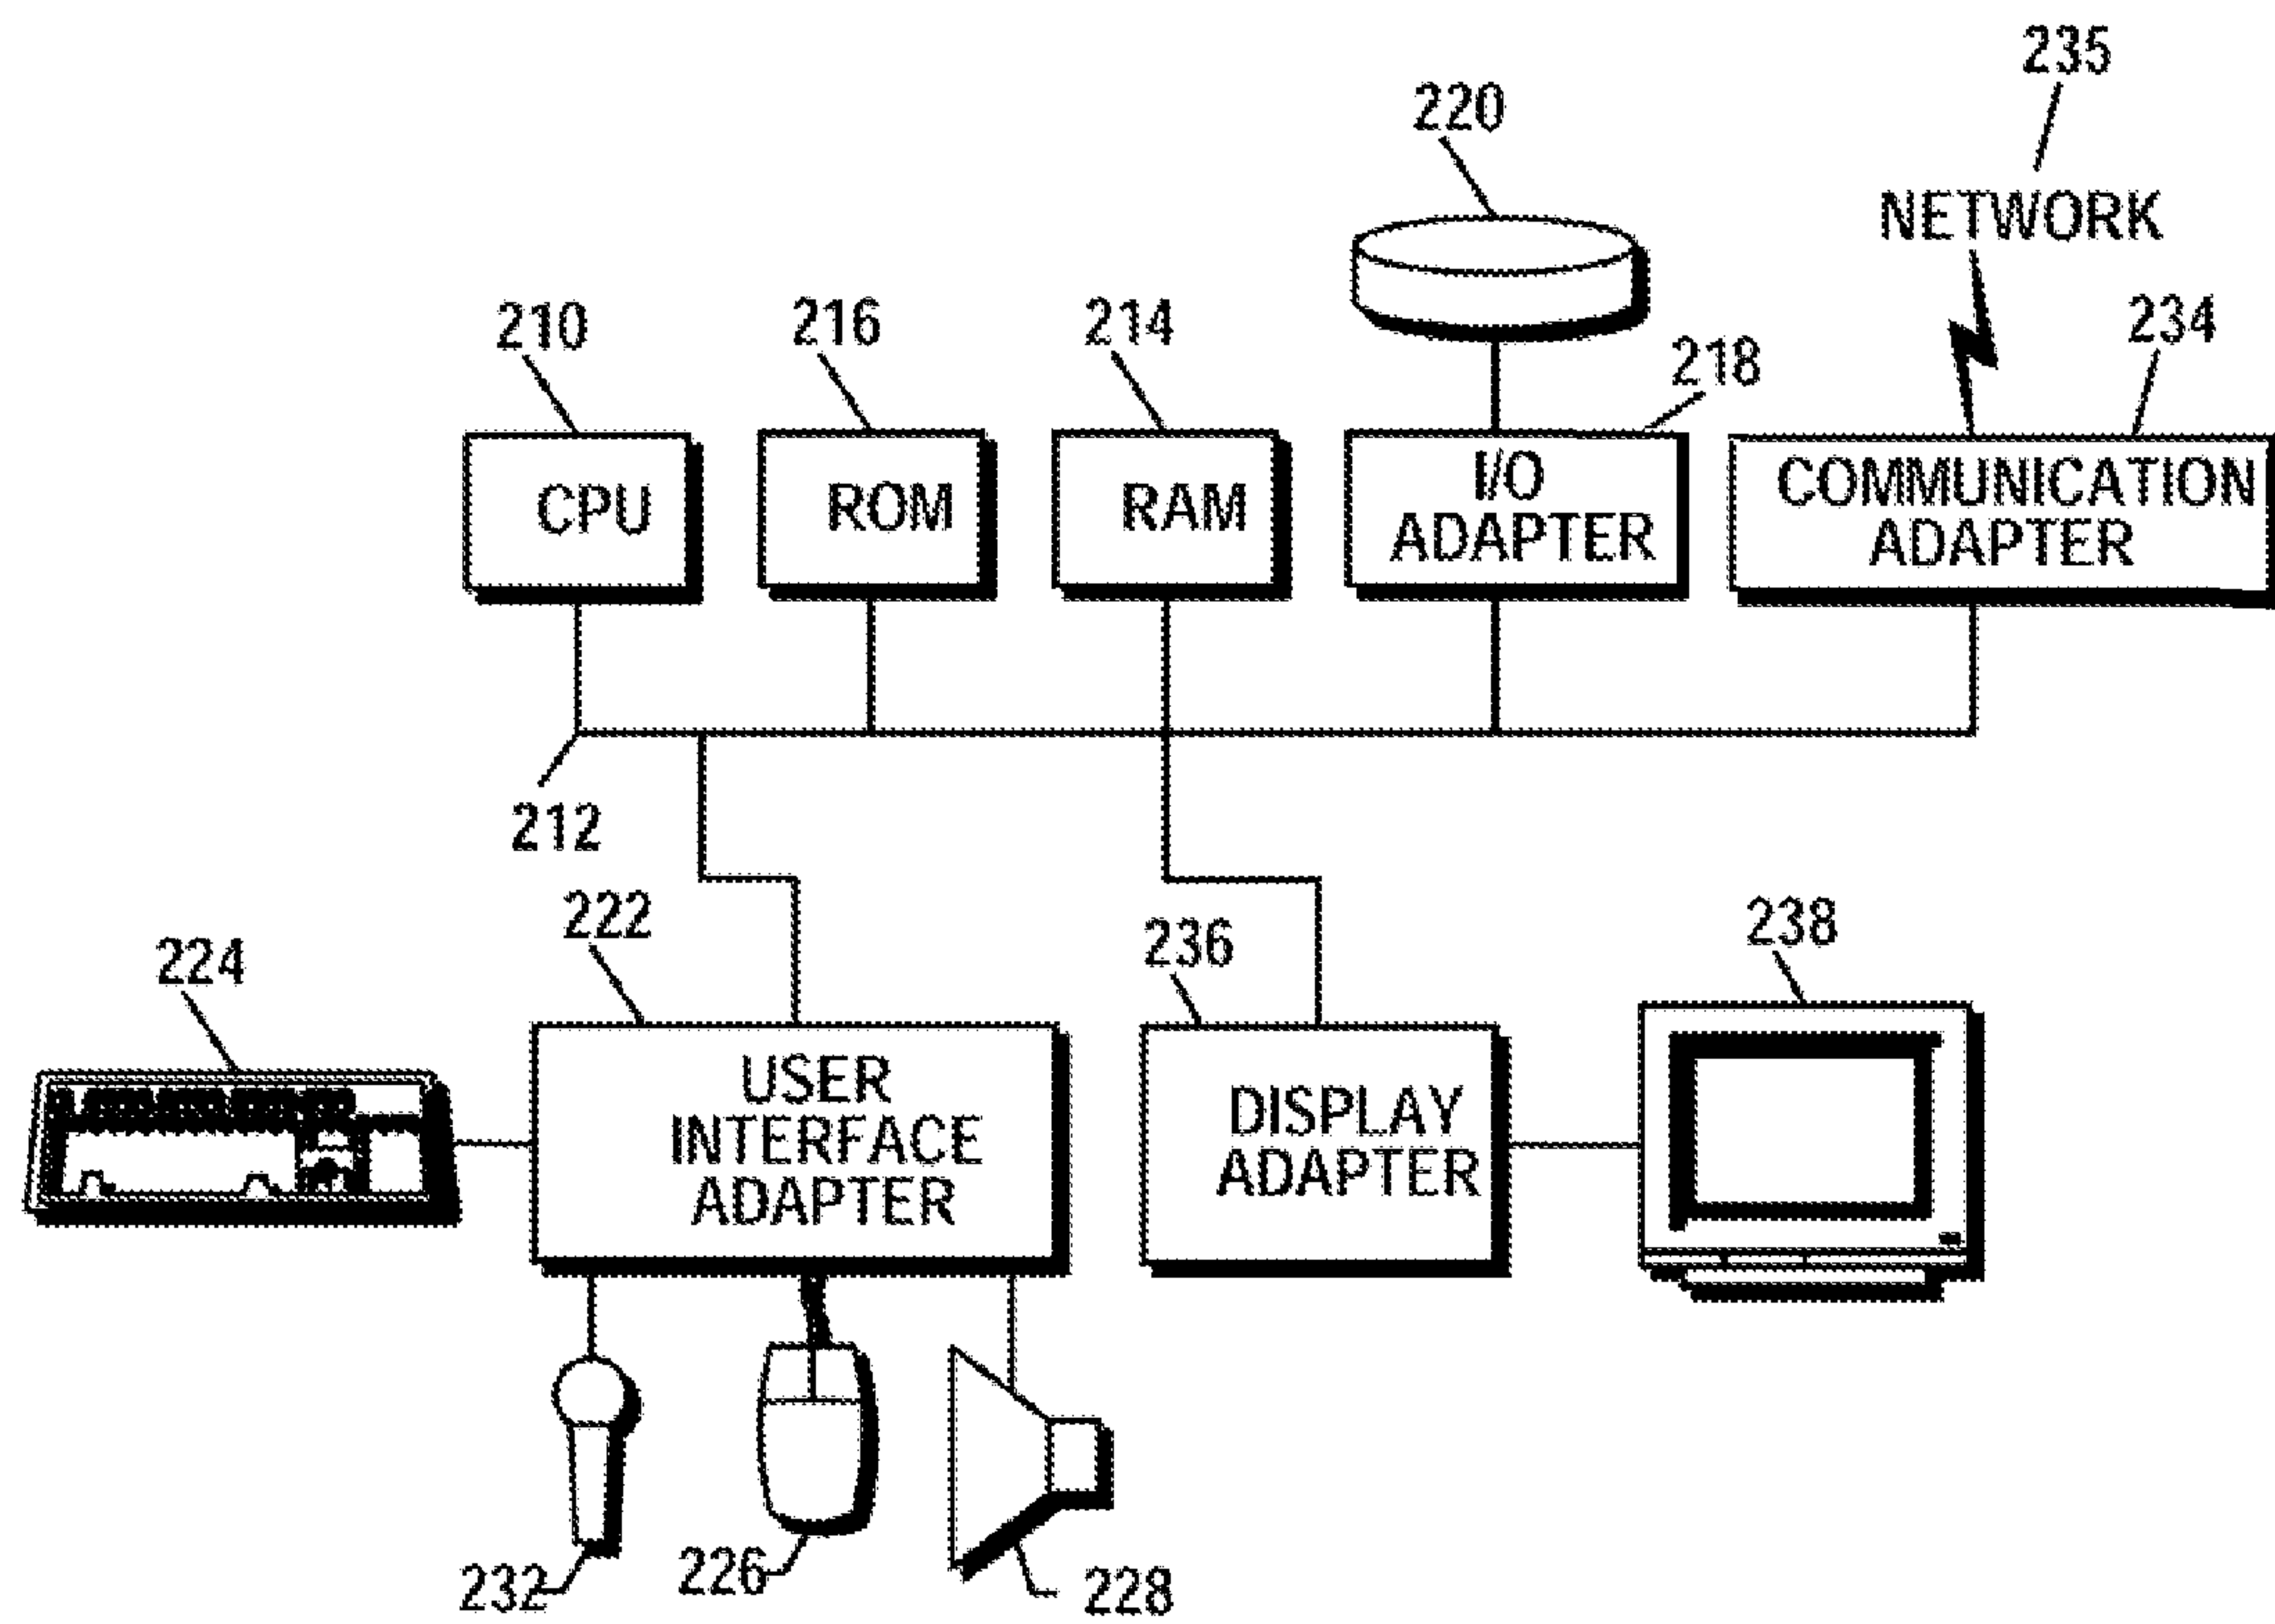 235
220
NETWORK
210
216
214
234
218
CPU
ROM
RAM
I/O
ADAPTER
COMMUNICATION
ADAPTER
212
222
236
238
224
USER
INTERFACE
ADAPTER
DISPLAY
ADAPTER
232
226
228